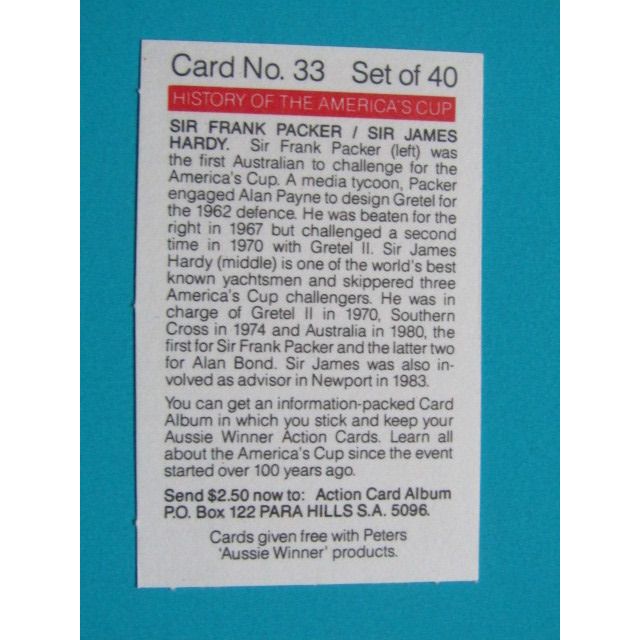 Card No. 33 Set of 40
HISTORY OF THE AMERICA'S CUP
SIR FRANK PACKER / SIR JAMES
HARDY. Sir Frank Packer (left) was
the first Australian to challenge for the
America's Cup. A media tycoon, Packer
engaged Alan Payne to design Gretel for
the 1962 defence. He was beaten for the
right in 1967 but challenged a second
time in 1970 with Gretel II. Sir James
Hardy (middle) is one of the world's best
known yachtsmen and skippered three
America's Cup challengers. He was in
charge of Gretel II in 1970, Southern
Cross in 1974 and Australia in 1980, the
first for Sir Frank Packer and the latter two
for Alan Bond. Sir James was also in-
volved as advisor in Newport in 1983.
You can get an information-packed Card
Album in which you stick and keep your
Aussie Winner Action Cards. Learn all
about the America's Cup since the event
started over 100 years ago.
Send $2.50 now to: Action Card Album
P.O. Box 122 PARA HILLS S.A. 5096.
Cards given free with Peters
'Aussie Winner' products.